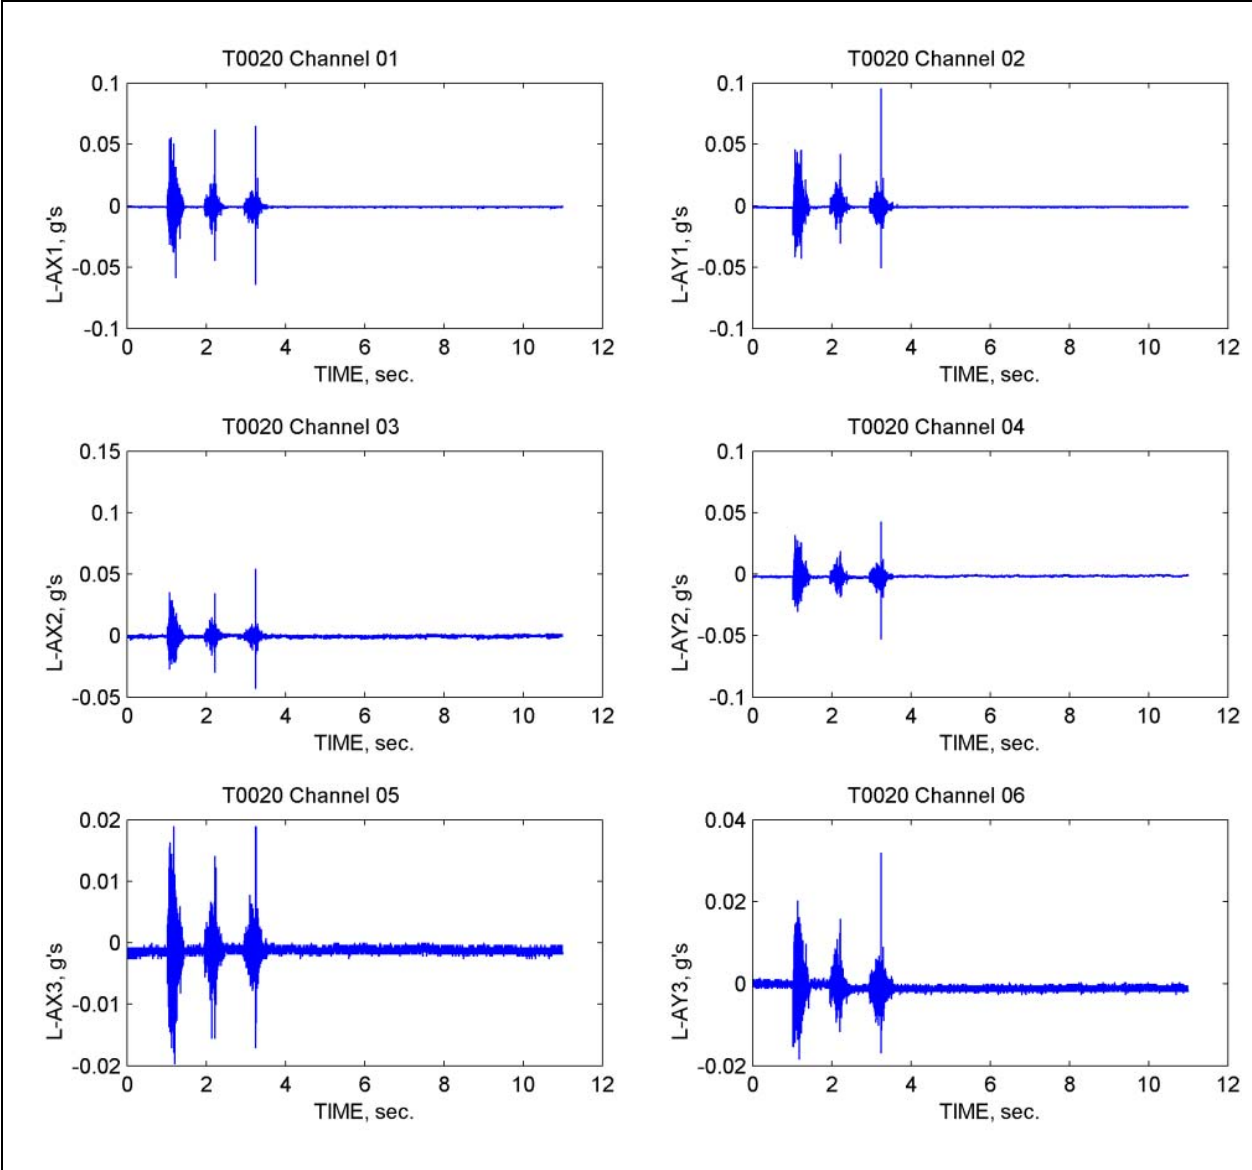 T0020 Channel 01
0.1
0.05
0
-0.05
-0.1
L-AX1, g's
0 2 4 6 8 10 12
TIME, sec.
T0020 Channel 02
0.1
0.05
0
-0.05
-0.1
L-AY1, g's
0 2 4 6 8 10 12
TIME, sec.
T0020 Channel 03
0.15
0.1
0.05
0
-0.05
L-AX2, g's
0 2 4 6 8 10 12
TIME, sec.
T0020 Channel 04
0.1
0.05
0
-0.05
-0.1
L-AY2, g's
0 2 4 6 8 10 12
TIME, sec.
T0020 Channel 05
0.02
0.01
0
-0.01
-0.02
L-AX3, g's
0 2 4 6 8 10 12
TIME, sec.
T0020 Channel 06
0.04
0.02
0
-0.02
L-AY3, g's
0 2 4 6 8 10 12
TIME, sec.